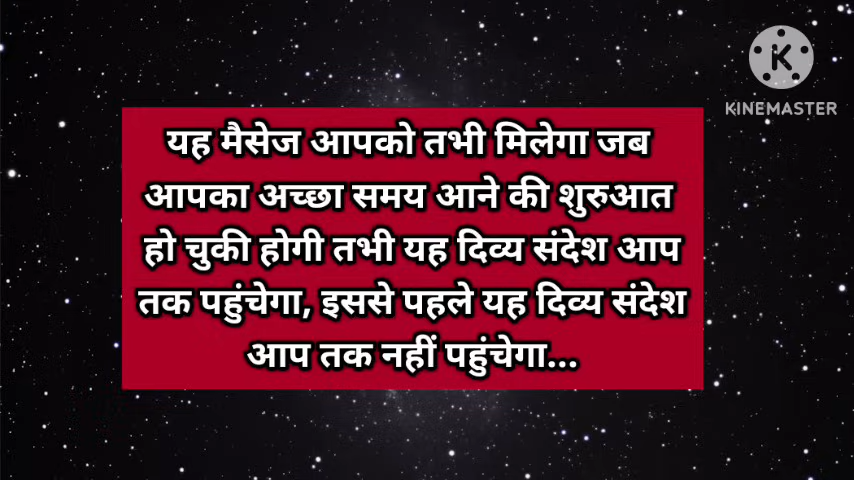 KINEMASTER
यह मैसेज आपको तभी मिलेगा जब
आपका अच्छा समय आने की शुरुआत
हो चुकी होगी तभी यह दिव्य संदेश आप
तक पहुंचेगा, इससे पहले यह दिव्य संदेश
आप तक नहीं पहुंचेगा...